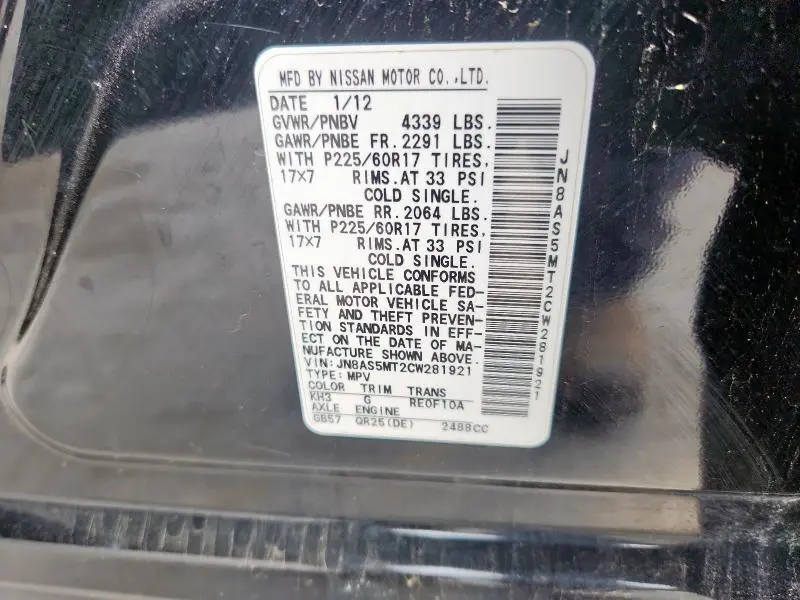 MFD BY NISSAN MOTOR CO.,LTD.
DATE 1/12
GVWR/PNBV 4339 LBS.
GAWR/PNBE FR.2291 LBS.
WITH P225/60R17 TIRES,
17X7 RIMS.AT 33 PSI
COLD SINGLE.
GAWR/PNBE RR.2064 LBS.
WITH P225/60R17 TIRES,
17X7 RIMS.AT 33 PSI
COLD SINGLE.
THIS VEHICLE CONFORMS
TO ALL APPLICABLE FED-
ERAL MOTOR VEHICLE SA-
FETY AND THEFT PREVEN-
TION STANDARDS IN EFF-
ECT ON THE DATE OF MA-
NUFACTURE SHOWN ABOVE.
VIN:JN8AS5MT2CW281921
TYPE:MPV
COLOR TRIM TRANS
KH3 G RE0F10A
AXLE ENGINE
GB57 QR25(DE) 2488CC
JN8AS5MT2CW281921